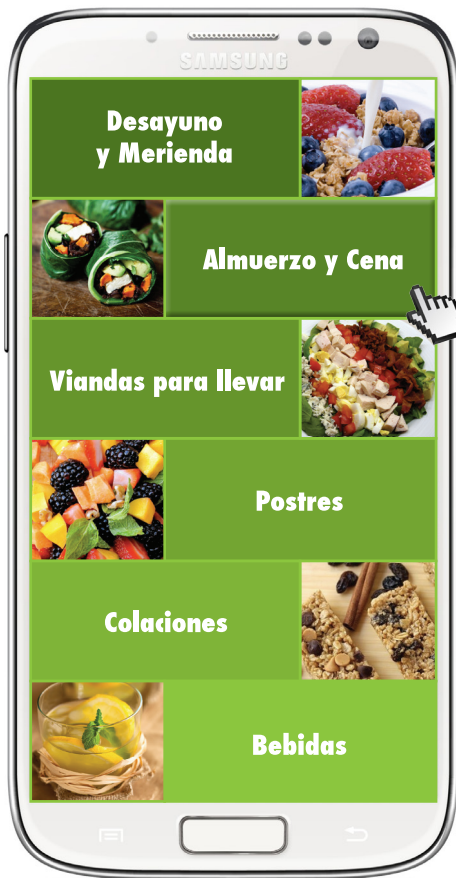 SAMSUNG
Desayuno
y Merienda
Almuerzo y Cena
Viandas para llevar
Postres
Colaciones
Bebidas